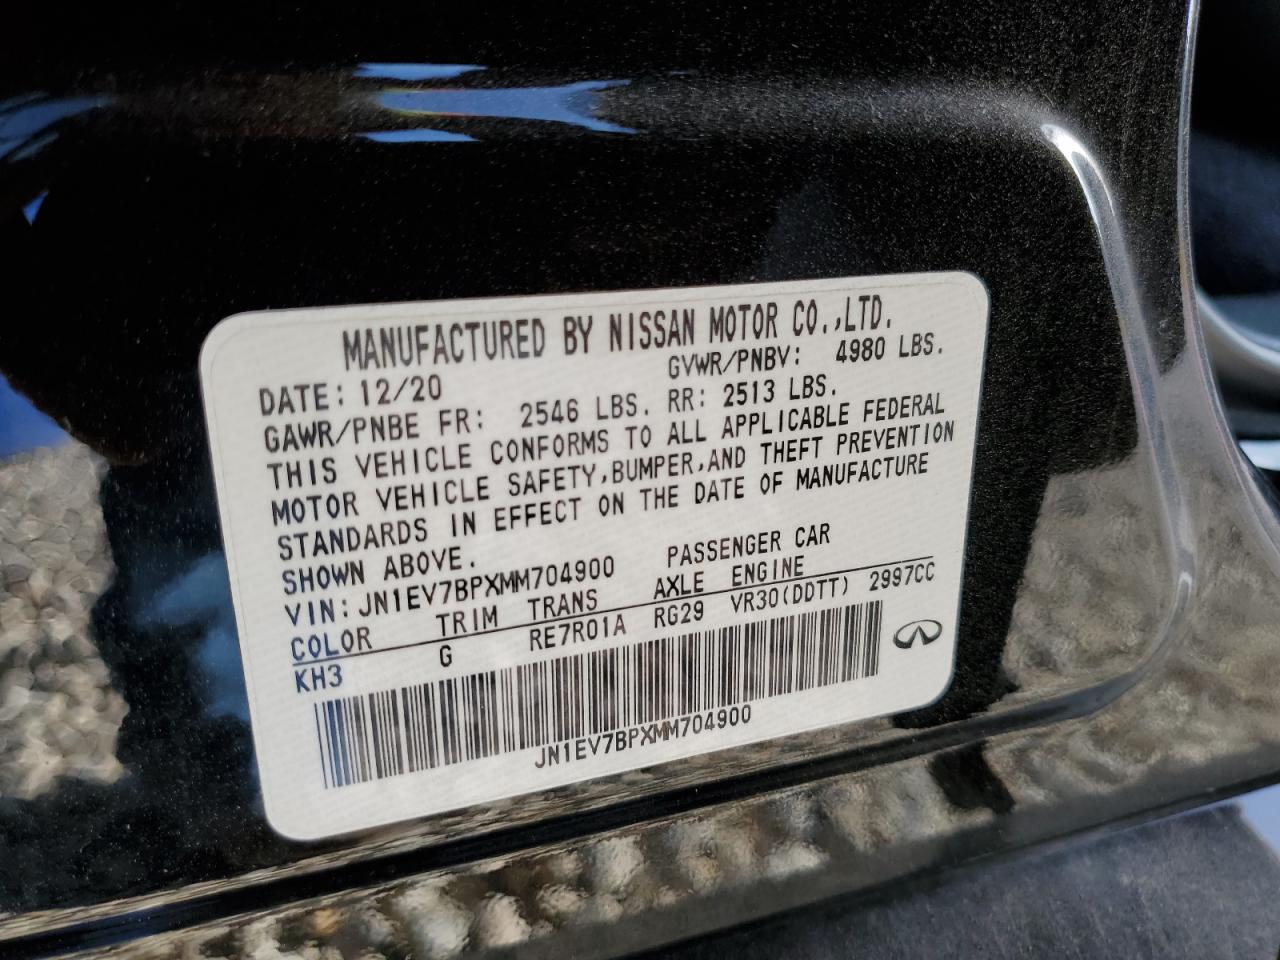 MANUFACTURED BY NISSAN MOTOR CO.,LTD.
DATE: 12/20 GVWR/PNBV: 4980 LBS.
GAWR/PNBE FR: 2546 LBS. RR: 2513 LBS.
THIS VEHICLE CONFORMS TO ALL APPLICABLE FEDERAL
MOTOR VEHICLE SAFETY,BUMPER,AND THEFT PREVENTION
STANDARDS IN EFFECT ON THE DATE OF MANUFACTURE
SHOWN ABOVE.
VIN: JN1EV7BPXMM704900 PASSENGER CAR
COLOR TRIM TRANS AXLE ENGINE
KH3 G RE7R01A RG29 VR30(DDTT) 2997CC
JN1EV7BPXMM704900